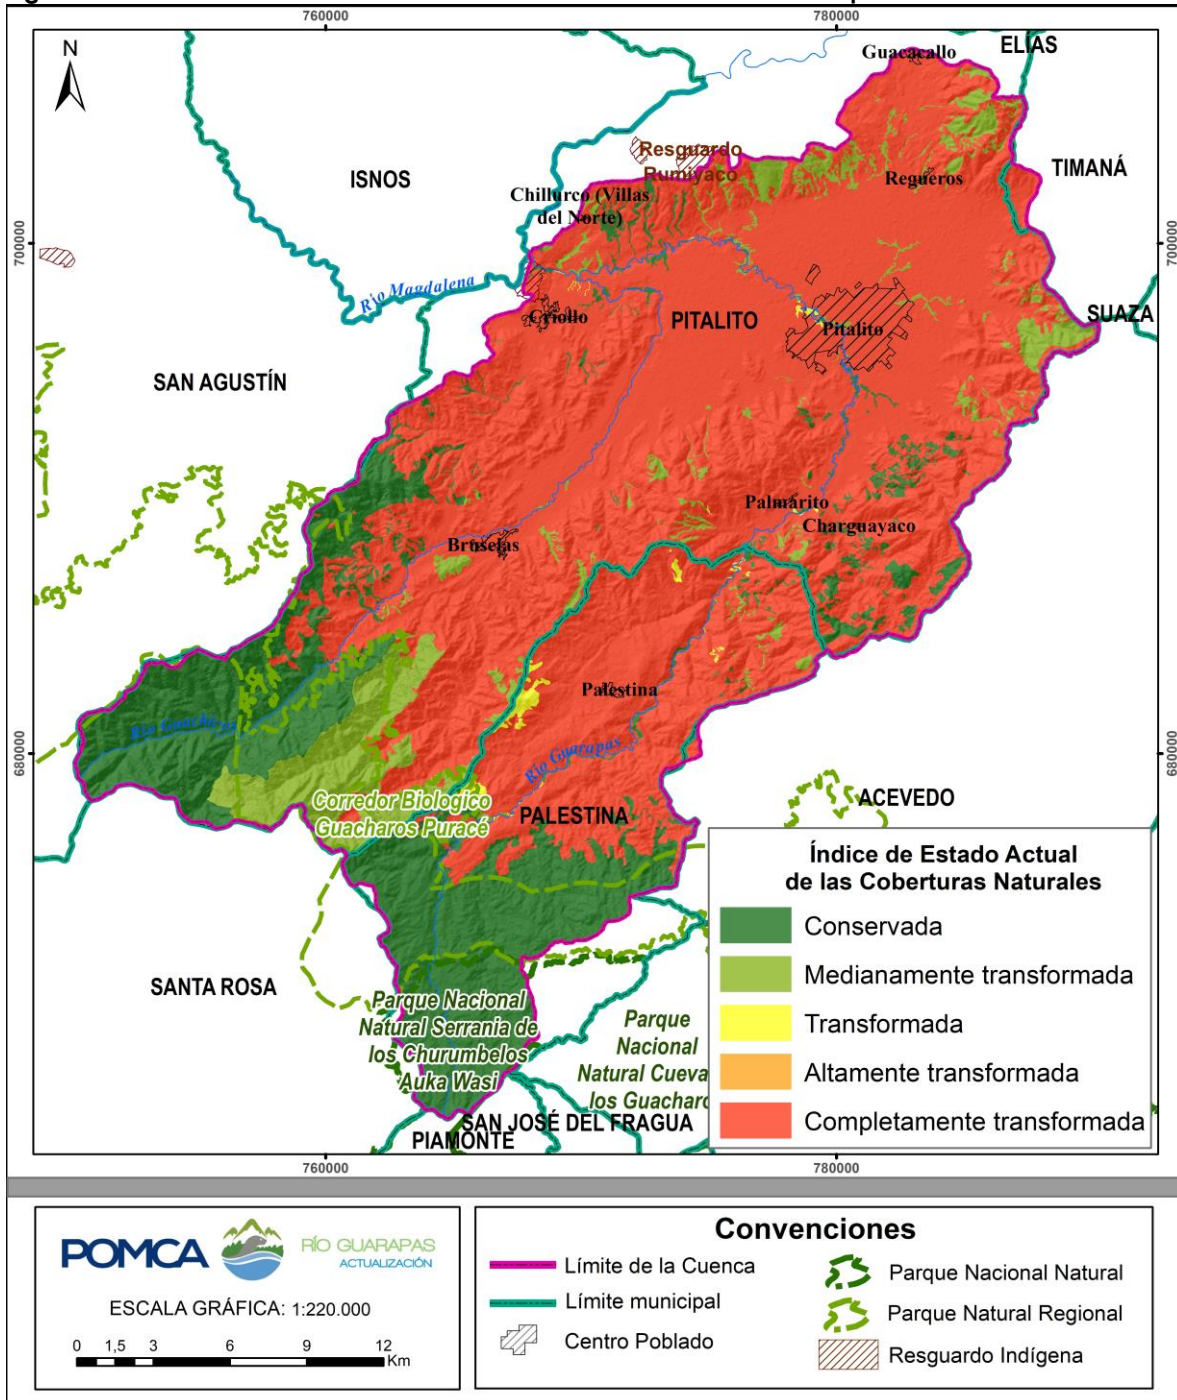 760000
780000
N
Guacacallo
ELIAS
ISNOS
Resguardo
Rumiyaco
TIMANÁ
Regueros
Chillurco (Villas
del Norte)
700000
700000
Río Magdalena
Criollo
PITALITO
Pitalito
SUAZA
SAN AGUSTÍN
Palmarito
Charguayaco
Bruselas
Palestina
Río Guachicos
Río Guarapas
680000
680000
Corredor Biologico
Guacharos Puracé
PALESTINA
ACEVEDO
SANTA ROSA
Parque Nacional
Natural Serrania de
los Churumbelos
Auka Wasi
Parque
Nacional
Natural Cueva
los Guacharo
SAN JOSÉ DEL FRAGUA
PIAMONTE
Índice de Estado Actual
de las Coberturas Naturales
Conservada
Medianamente transformada
Transformada
Altamente transformada
Completamente transformada
760000
780000
POMCA
RÍO GUARAPAS
ACTUALIZACIÓN
ESCALA GRÁFICA: 1:220.000
0 1,5 3 6 9 12
Km
Convenciones
Límite de la Cuenca
Límite municipal
Centro Poblado
Parque Nacional Natural
Parque Natural Regional
Resguardo Indígena